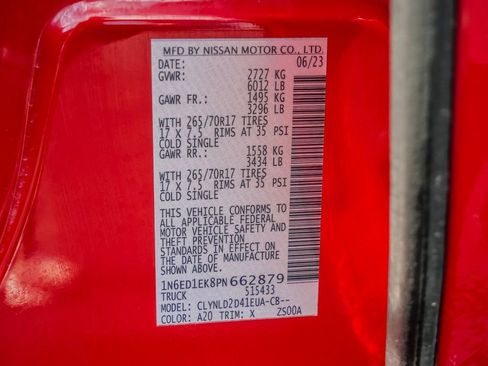 MFD BY NISSAN MOTOR CO., LTD.
DATE: 06/23
GVWR: 2727 KG
6012 LB
GAWR FR.: 1495 KG
3296 LB
WITH 265/70R17 TIRES
17 X 7.5 RIMS AT 35 PSI
COLD SINGLE
GAWR RR.: 1558 KG
3434 LB
WITH 265/70R17 TIRES
17 X 7.5 RIMS AT 35 PSI
COLD SINGLE
THIS VEHICLE CONFORMS TO
ALL APPLICABLE FEDERAL
MOTOR VEHICLE SAFETY AND
THEFT PREVENTION
STANDARDS IN EFFECT ON
THE DATE OF MANUFACTURE
SHOWN ABOVE.
1N6ED1EK8PN662879
TRUCK 515433
MODEL: CLYNLD2D41EUA-C8--
COLOR: A20 TRIM: X ZS00A